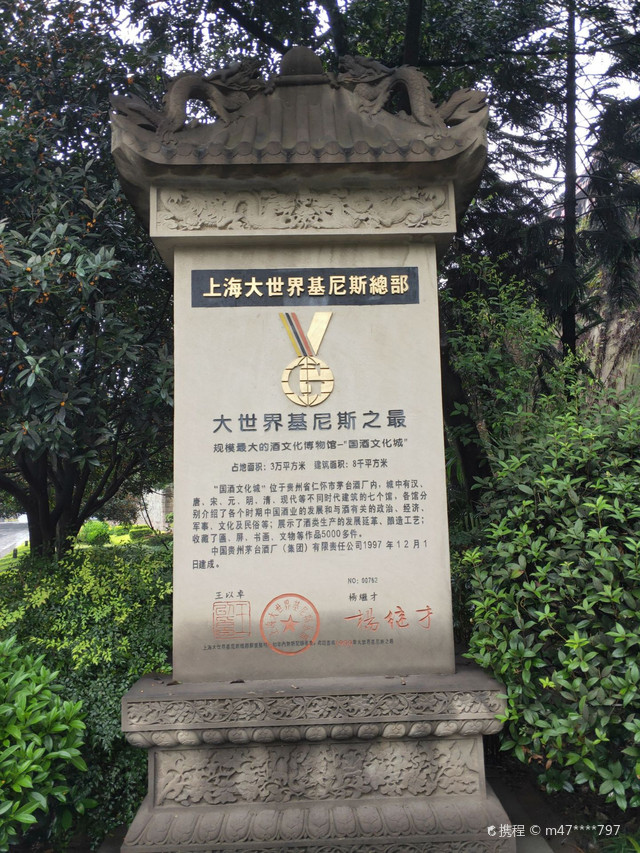 上海大世界基尼斯總部
大世界基尼斯之最
规模最大的酒文化博物馆-“国酒文化城”
占地面积：3万平方米 建筑面积：8千平方米
“国酒文化城”位于贵州省仁怀市茅台酒厂内，城中有汉、
唐、宋、元、明、清、现代等不同时代建筑的七个馆，各馆分
别介绍了各个时期中国酒业的发展和与酒有关的政治、经济、
军事、文化及民俗等；展示了酒类生产的发展延革、酿造工艺；
收藏了画、屏、书画、文物等作品5000多件。
中国贵州茅台酒厂（集团）有限责任公司1997年12月1
日建成。
NO：00762
王以卓 杨继才
楊继才
携程 © m47****797